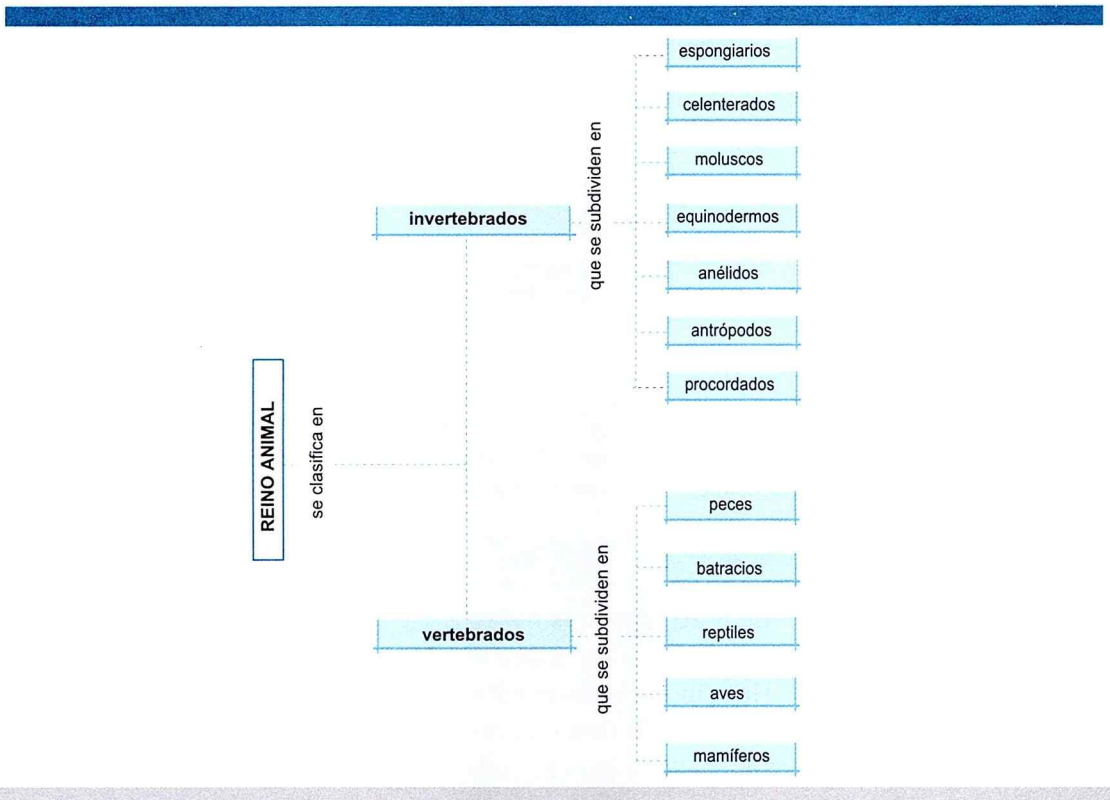 REINO ANIMAL
se clasifica en
invertebrados
que se subdividen en
espongiarios
celenterados
moluscos
equinodermos
anélidos
antrópodos
procordados
vertebrados
que se subdividen en
peces
batracios
reptiles
aves
mamíferos